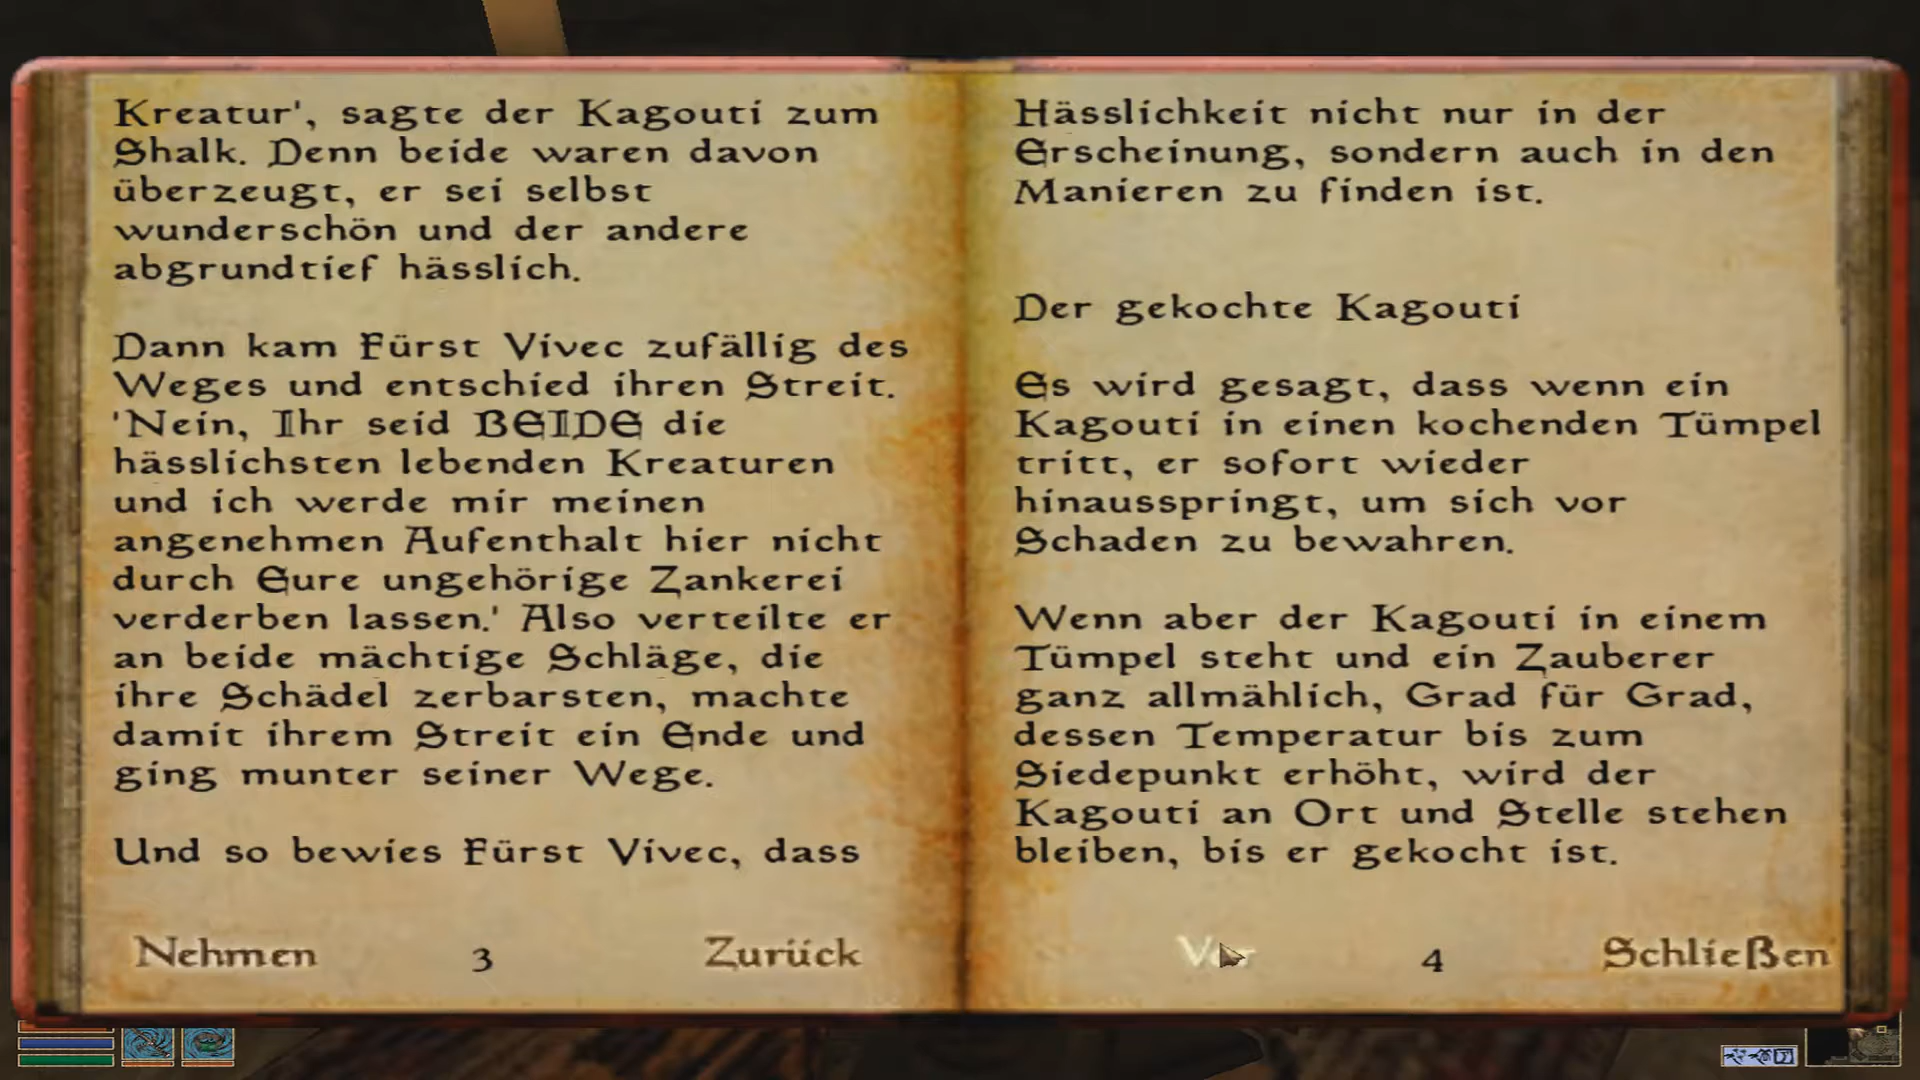 Kreatur', sagte der Kagouti zum
Shalk. Denn beide waren davon
überzeugt, er sei selbst
wunderschön und der andere
abgrundtief hässlich.
Dann kam Fürst Vivec zufällig des
Weges und entschied ihren Streit.
'Nein, Ihr seid BEIDE die
hässlichsten lebenden Kreaturen
und ich werde mir meinen
angenehmen Aufenthalt hier nicht
durch Eure ungehörige Zankerei
verderben lassen.' Also verteilte er
an beide mächtige Schläge, die
ihre Schädel zerbarsten, machte
damit ihrem Streit ein Ende und
ging munter seiner Wege.
Und so bewies Fürst Vivec, dass
Nehmen 3 Zurück
Hässlichkeit nicht nur in der
Erscheinung, sondern auch in den
Manieren zu finden ist.
Der gekochte Kagouti
Es wird gesagt, dass wenn ein
Kagouti in einen kochenden Tümpel
tritt, er sofort wieder
hinausspringt, um sich vor
Schaden zu bewahren.
Wenn aber der Kagouti in einem
Tümpel steht und ein Zauberer
ganz allmählich, Grad für Grad,
dessen Temperatur bis zum
Siedepunkt erhöht, wird der
Kagouti an Ort und Stelle stehen
bleiben, bis er gekocht ist.
Vor 4 Schließen